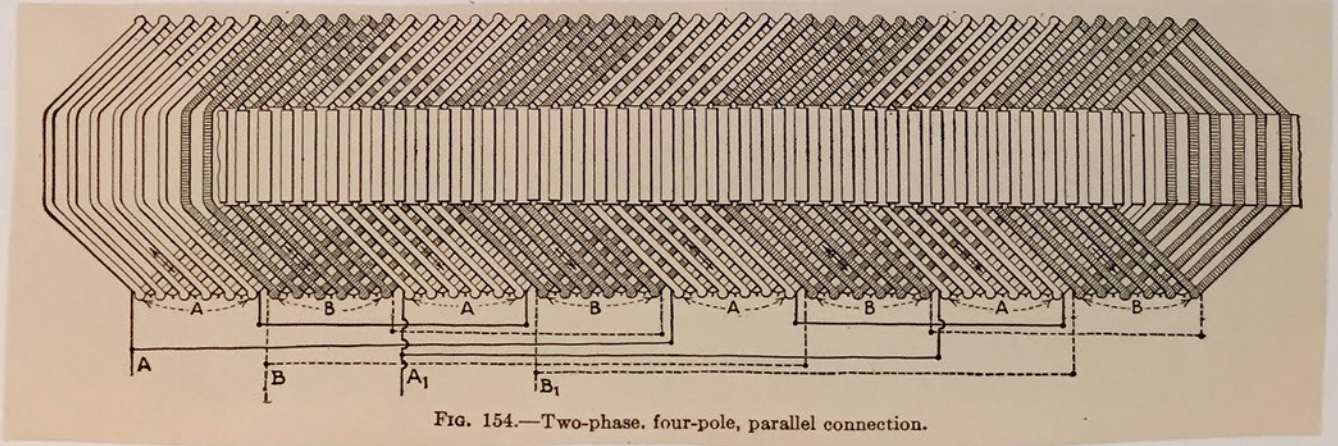 A B A B A B A B
A B A₁ B₁
FIG. 154.—Two-phase. four-pole, parallel connection.